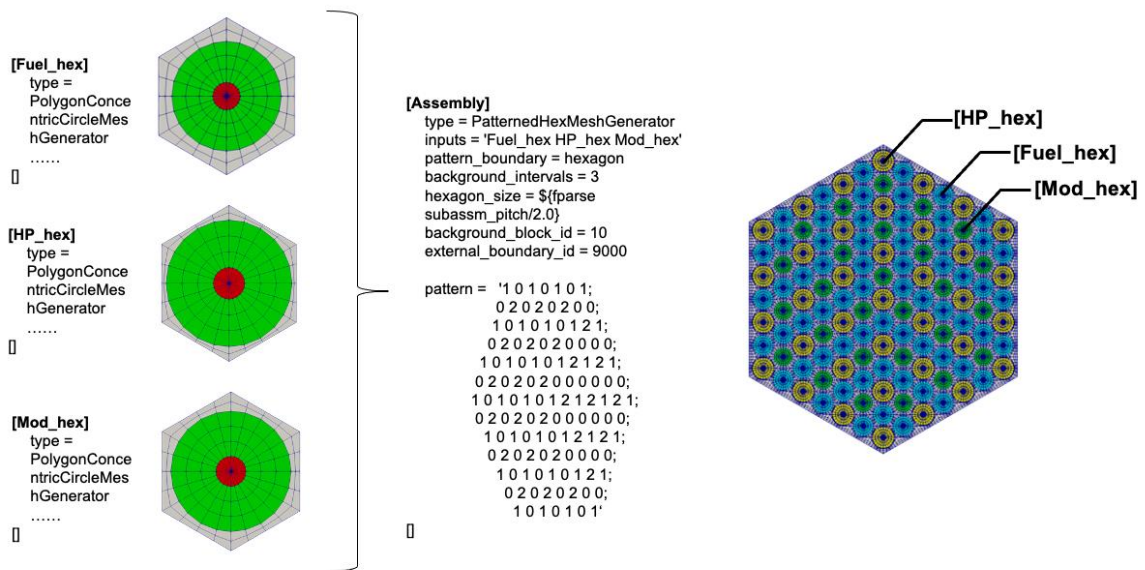 [Fuel_hex]
type =
PolygonConce
ntricCircleMes
hGenerator
......
[]
[HP_hex]
type =
PolygonConce
ntricCircleMes
hGenerator
......
[]
[Mod_hex]
type =
PolygonConce
ntricCircleMes
hGenerator
......
[]
[Assembly]
type = PatternedHexMeshGenerator
inputs = 'Fuel_hex HP_hex Mod_hex'
pattern_boundary = hexagon
background_intervals = 3
hexagon_size = ${fparse
subassm_pitch/2.0}
background_block_id = 10
external_boundary_id = 9000
pattern = '1 0 1 0 1 0 1;
0 2 0 2 0 2 0 0;
1 0 1 0 1 0 1 2 1;
0 2 0 2 0 2 0 0 0 0;
1 0 1 0 1 0 1 2 1 2 1;
0 2 0 2 0 2 0 0 0 0 0 0;
1 0 1 0 1 0 1 2 1 2 1 2 1;
0 2 0 2 0 2 0 0 0 0 0 0;
1 0 1 0 1 0 1 2 1 2 1;
0 2 0 2 0 2 0 0 0 0;
1 0 1 0 1 0 1 2 1;
0 2 0 2 0 2 0 0;
1 0 1 0 1 0 1'
[]
[HP_hex]
[Fuel_hex]
[Mod_hex]